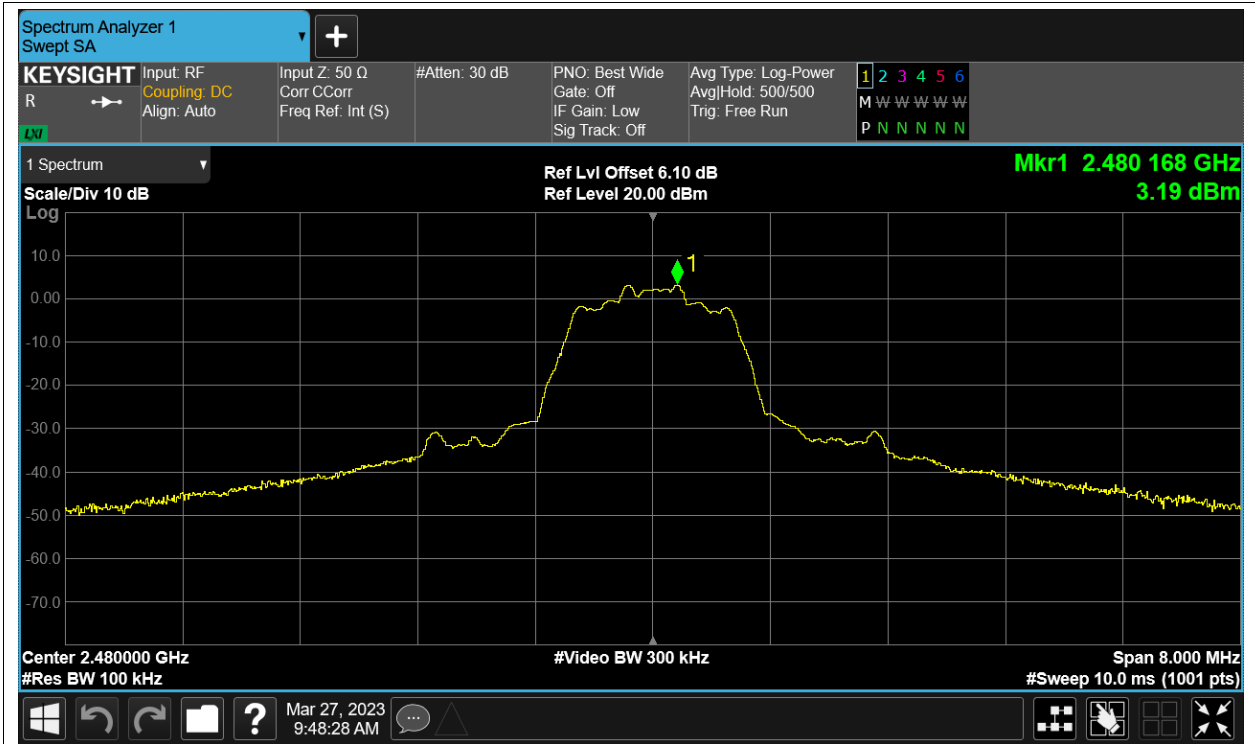 Spectrum Analyzer 1
Swept SA
+
KEYSIGHT Input: RF Input Z: 50 Ω #Atten: 30 dB PNO: Best Wide Avg Type: Log-Power 1 2 3 4 5 6
R Coupling: DC Corr CCorr Gate: Off Avg|Hold: 500/500 M W W W W W
Align: Auto Freq Ref: Int (S) IF Gain: Low Trig: Free Run
LXI Sig Track: Off P N N N N N
1 Spectrum Ref Lvl Offset 6.10 dB Mkr1 2.480 168 GHz
Scale/Div 10 dB Ref Level 20.00 dBm 3.19 dBm
Log
1
10.0
0.00
-10.0
-20.0
-30.0
-40.0
-50.0
-60.0
-70.0
Center 2.480000 GHz #Video BW 300 kHz Span 8.000 MHz
#Res BW 100 kHz #Sweep 10.0 ms (1001 pts)
? Mar 27, 2023
9:48:28 AM